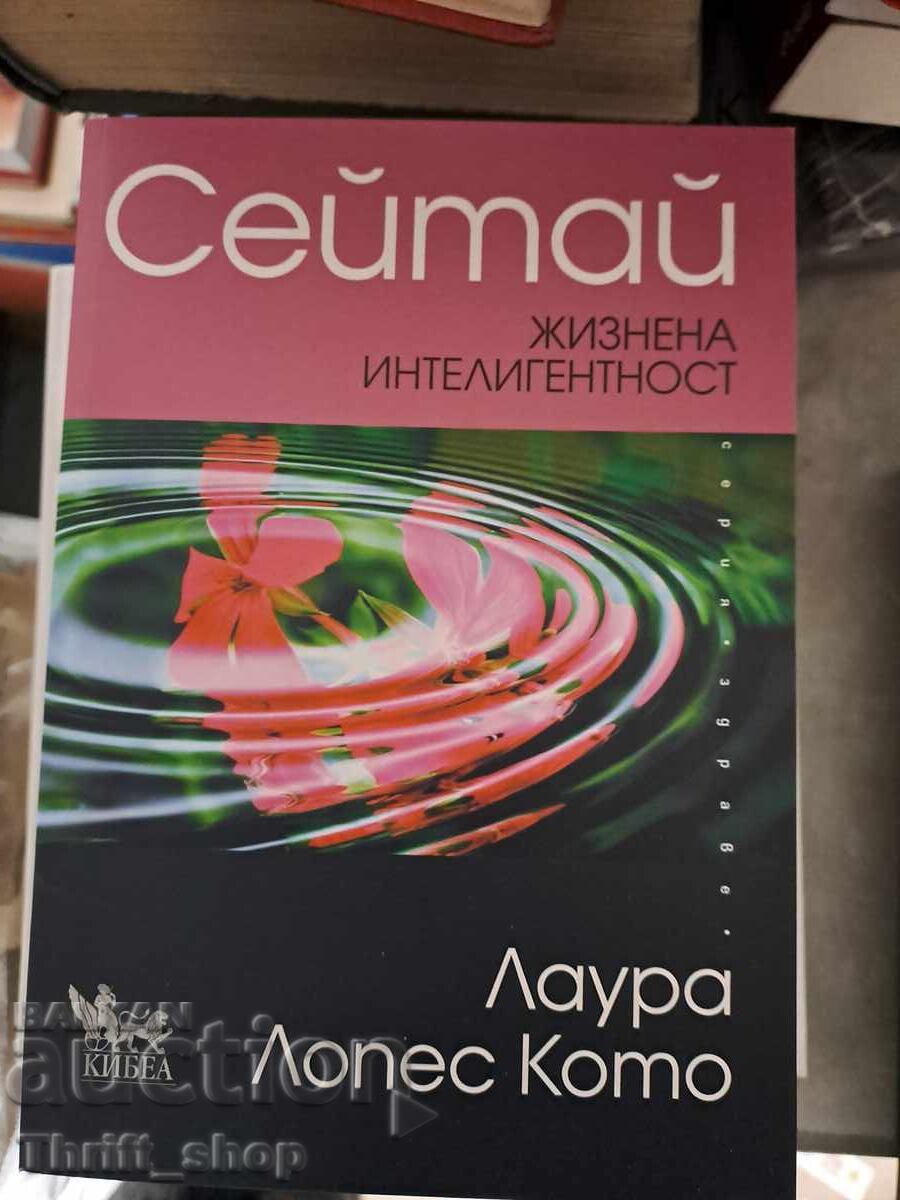 Сейтай
ЖИЗНЕНА
ИНТЕЛИГЕНТНОСТ
серия • здраве •
Лаура
Лопес Кото
КИБЕА
BALKAN
auction
Thrift_shop